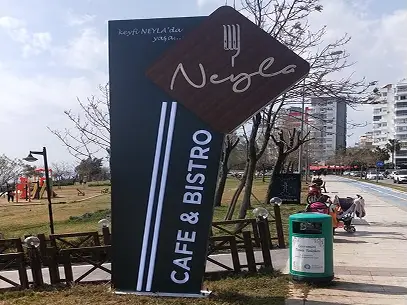 keyfi NEYLA'da
yaşa...
Neyla
CAFE & BISTRO